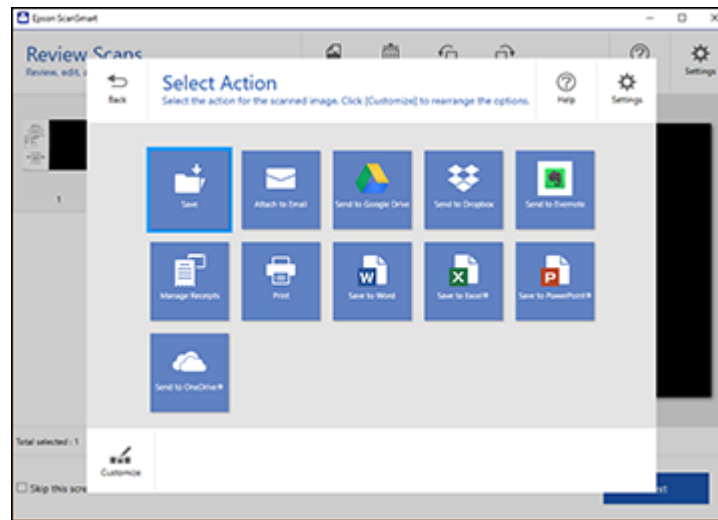 Epson ScanSmart
Review Scans
Review, edit, a
Settings
Back
Select Action
Select the action for the scanned image. Click [Customize] to rearrange the options.
Help
Settings
1
Save
Attach to Email
Send to Google Drive
Send to Dropbox
Send to Evernote
Manage Receipts
Print
Save to Word
Save to Excel®
Save to PowerPoint®
Send to OneDrive®
Total selected : 1
Customize
Skip this scre
xt